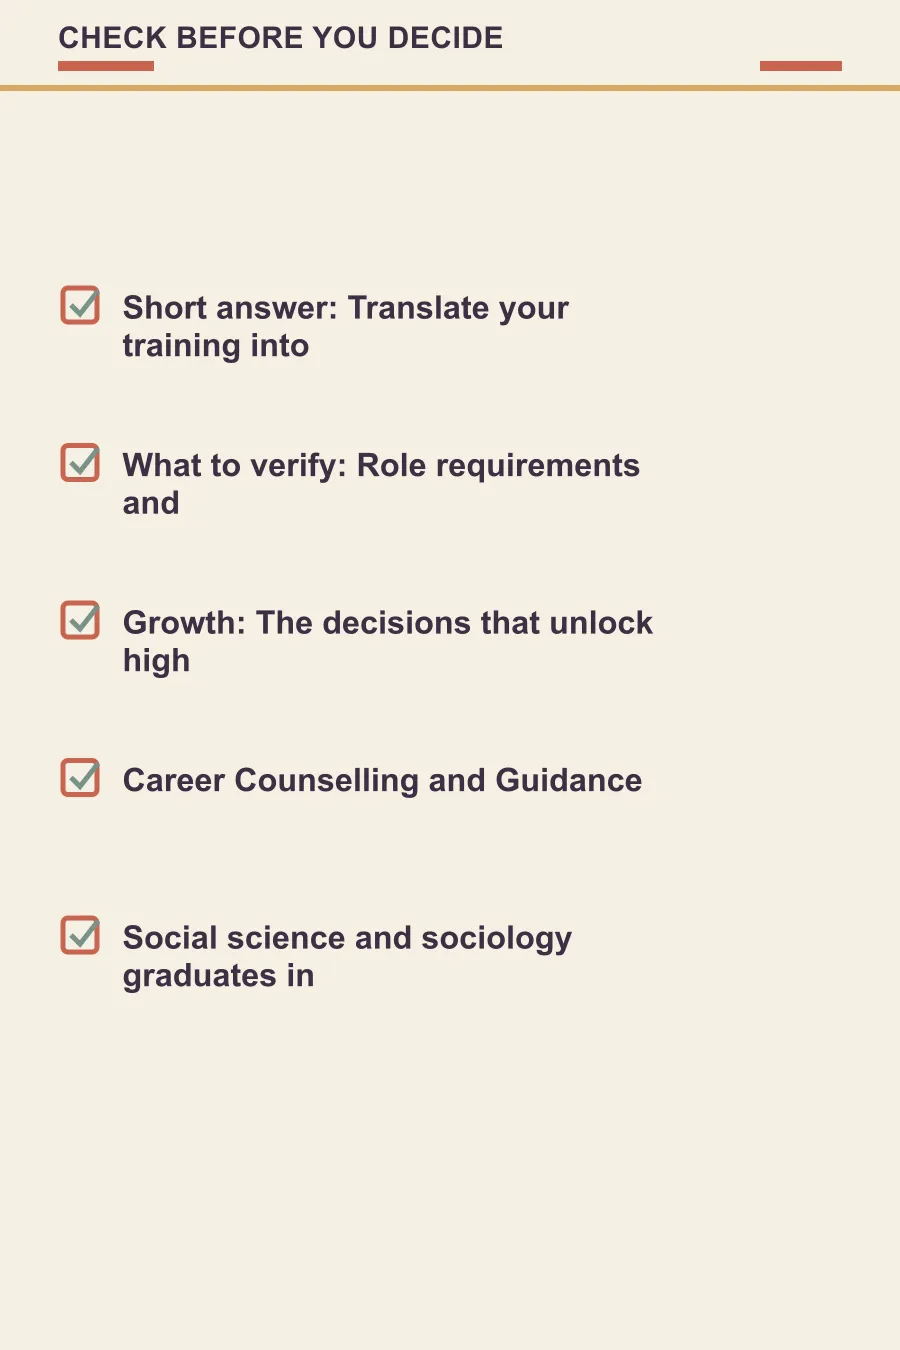 CHECK BEFORE YOU DECIDE
Short answer: Translate your
training into
What to verify: Role requirements
and
Growth: The decisions that unlock
high
Career Counselling and Guidance
Social science and sociology
graduates in